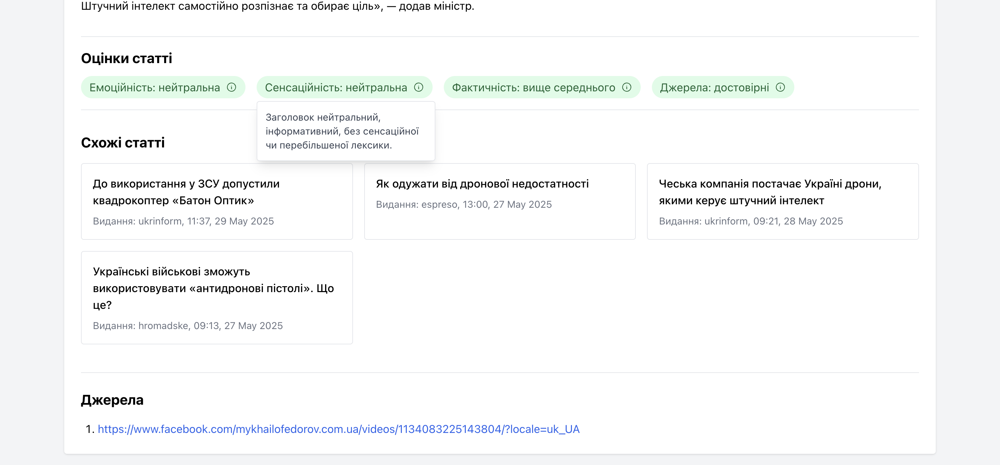 Штучний інтелект самостійно розпізнає та обирає ціль», — додав міністр.
Оцінки статті
Емоційність: нейтральна
Сенсаційність: нейтральна
Фактичність: вище середнього
Джерела: достовірні
Заголовок нейтральний,
інформативний, без сенсаційної
чи перебільшеної лексики.
Схожі статті
До використання у ЗСУ допустили
квадрокоптер «Батон Оптик»
Видання: ukrinform, 11:37, 29 May 2025
Як одужати від дронової недостатності
Видання: espreso, 13:00, 27 May 2025
Чеська компанія постачає Україні дрони,
якими керує штучний інтелект
Видання: ukrinform, 09:21, 28 May 2025
Українські військові зможуть
використовувати «антидронові пістолі». Що
це?
Видання: hromadske, 09:13, 27 May 2025
Джерела
1. https://www.facebook.com/mykhailofedorov.com.ua/videos/1134083225143804/?locale=uk_UA